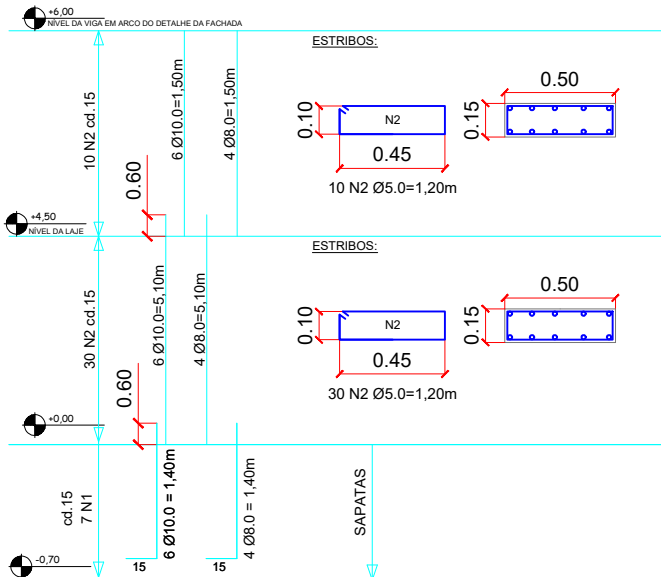 +6,00
NÍVEL DA VIGA EM ARCO DO DETALHE DA FACHADA
ESTRIBOS:
10 N2 cd.15
6 Ø10.0=1,50m
4 Ø8.0=1,50m
0.10
N2
0.45
10 N2 Ø5.0=1,20m
0.50
0.15
0.60
+4,50
NÍVEL DA LAJE
ESTRIBOS:
30 N2 cd.15
6 Ø10.0=5,10m
4 Ø8.0=5,10m
0.10
N2
0.45
30 N2 Ø5.0=1,20m
0.50
0.15
0.60
+0,00
cd.15
7 N1
6 Ø10.0 = 1,40m
4 Ø8.0 = 1,40m
SAPATAS
-0,70
15
15